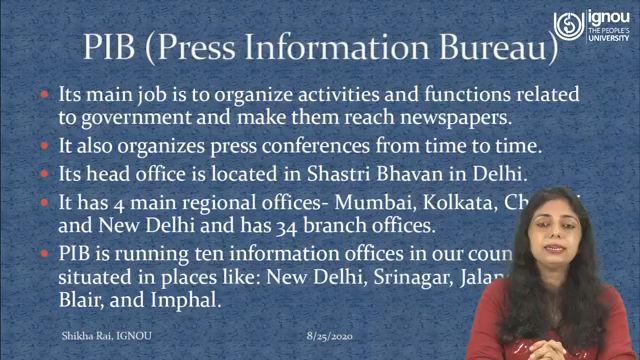 ignou
THE PEOPLE'S
UNIVERSITY
PIB (Press Information Bureau)
Its main job is to organize activities and functions related
to government and make them reach newspapers.
It also organizes press conferences from time to time.
Its head office is located in Shastri Bhavan in Delhi.
It has 4 main regional offices- Mumbai, Kolkata,
and New Delhi and has 34 branch offices.
PIB is running ten information offices in our
situated in places like: New Delhi, Srinagar,
Blair, and Imphal.
Shikha Rai, IGNOU
8/25/2020